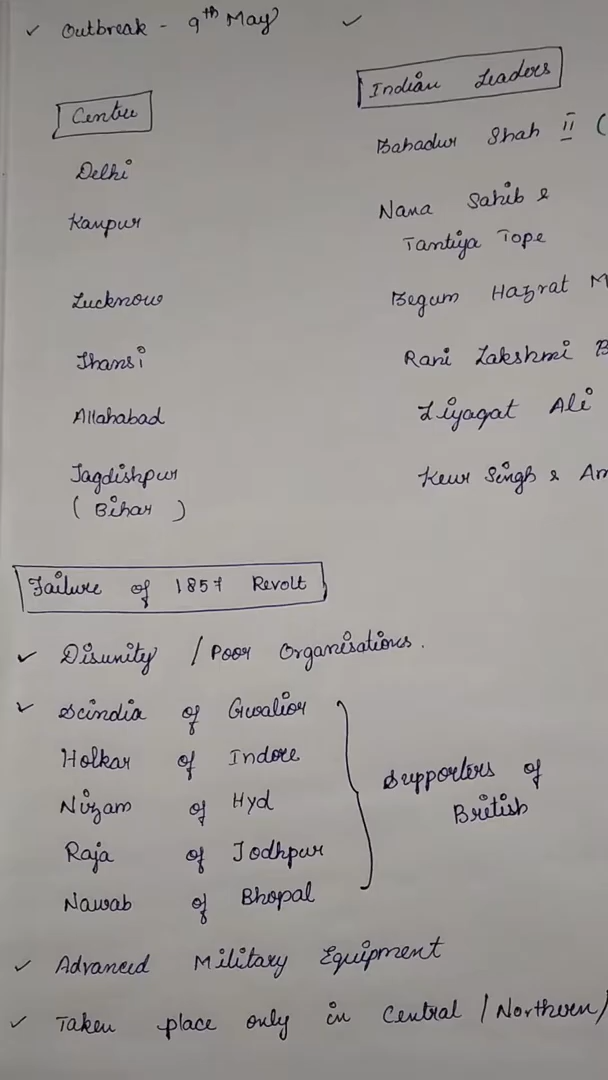 ✓ Outbreak - 9th May ✓
Centre Indian Leaders
Delhi Bahadur Shah II (
Kanpur Nana Sahib &
Tantiya Tope
Lucknow Begum Hazrat M
Jhansi Rani Lakshmi B
Allahabad Liyaqat Ali
Jagdishpur Keur Singh & Am
( Bihar )
Failure of 1857 Revolt
✓ Disunity / Poor Organisations.
✓ Scindia of Gwalior
Holkar of Indore
Nizam of Hyd
Raja of Jodhpur
Nawab of Bhopal
Supporters of
British
✓ Advanced Military Equipment
✓ Taken place only in Central / Northern /